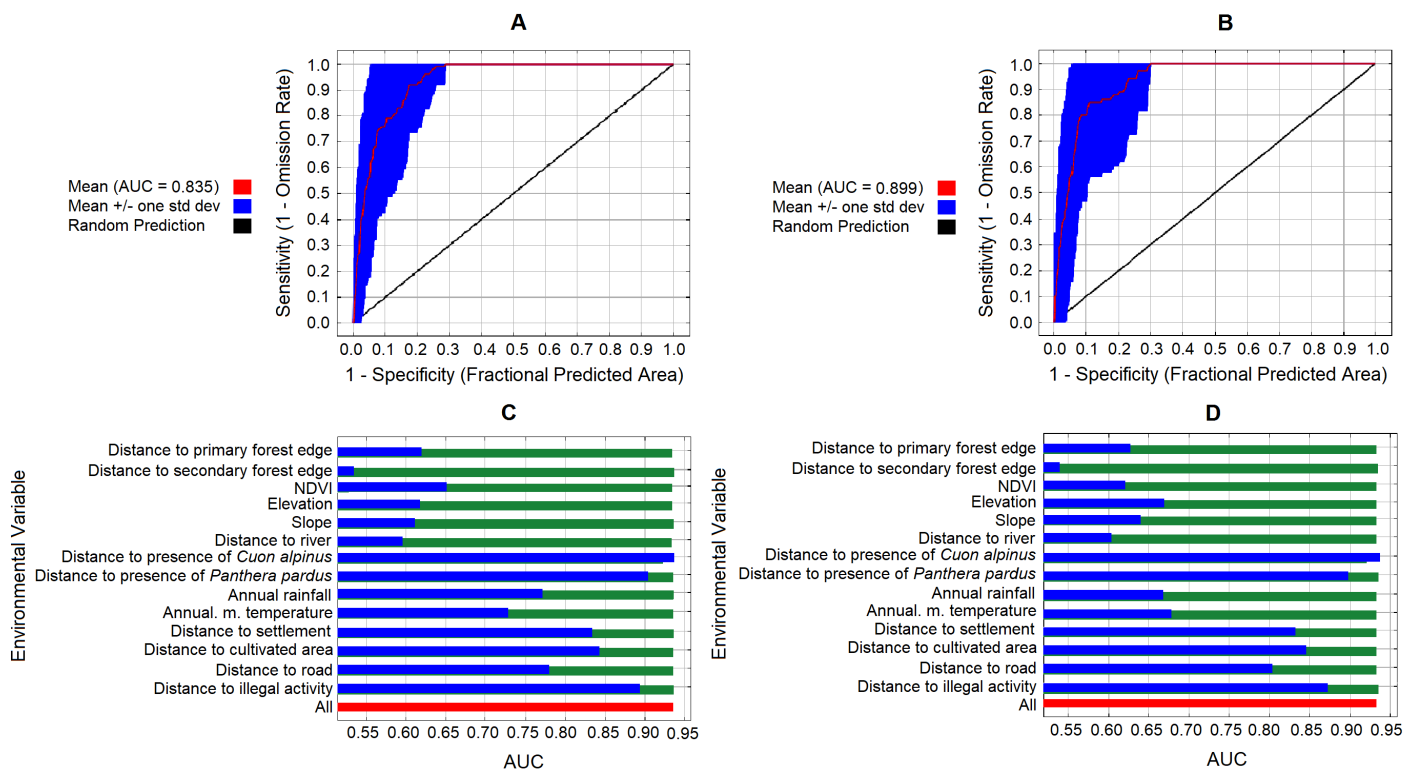 A
Sensitivity (1 - Omission Rate)
1.0
0.9
0.8
0.7
0.6
0.5
0.4
0.3
0.2
0.1
0.0
Mean (AUC = 0.835)
Mean +/- one std dev
Random Prediction
0.0 0.1 0.2 0.3 0.4 0.5 0.6 0.7 0.8 0.9 1.0
1 - Specificity (Fractional Predicted Area)
B
Sensitivity (1 - Omission Rate)
1.0
0.9
0.8
0.7
0.6
0.5
0.4
0.3
0.2
0.1
0.0
Mean (AUC = 0.899)
Mean +/- one std dev
Random Prediction
0.0 0.1 0.2 0.3 0.4 0.5 0.6 0.7 0.8 0.9 1.0
1 - Specificity (Fractional Predicted Area)
C
Environmental Variable
Distance to primary forest edge
Distance to secondary forest edge
NDVI
Elevation
Slope
Distance to river
Distance to presence of Cuon alpinus
Distance to presence of Panthera pardus
Annual rainfall
Annual. m. temperature
Distance to settlement
Distance to cultivated area
Distance to road
Distance to illegal activity
All
0.55 0.60 0.65 0.70 0.75 0.80 0.85 0.90 0.95
AUC
D
Environmental Variable
Distance to primary forest edge
Distance to secondary forest edge
NDVI
Elevation
Slope
Distance to river
Distance to presence of Cuon alpinus
Distance to presence of Panthera pardus
Annual rainfall
Annual. m. temperature
Distance to settlement
Distance to cultivated area
Distance to road
Distance to illegal activity
All
0.55 0.60 0.65 0.70 0.75 0.80 0.85 0.90 0.95
AUC